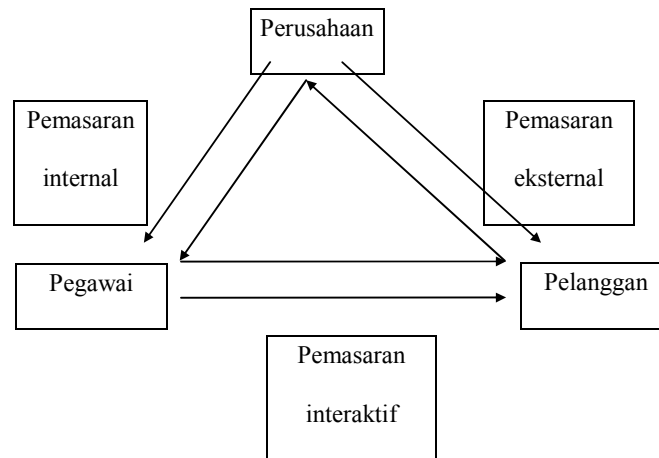 Perusahaan
Pemasaran
internal
Pemasaran
eksternal
Pegawai
Pelanggan
Pemasaran
interaktif